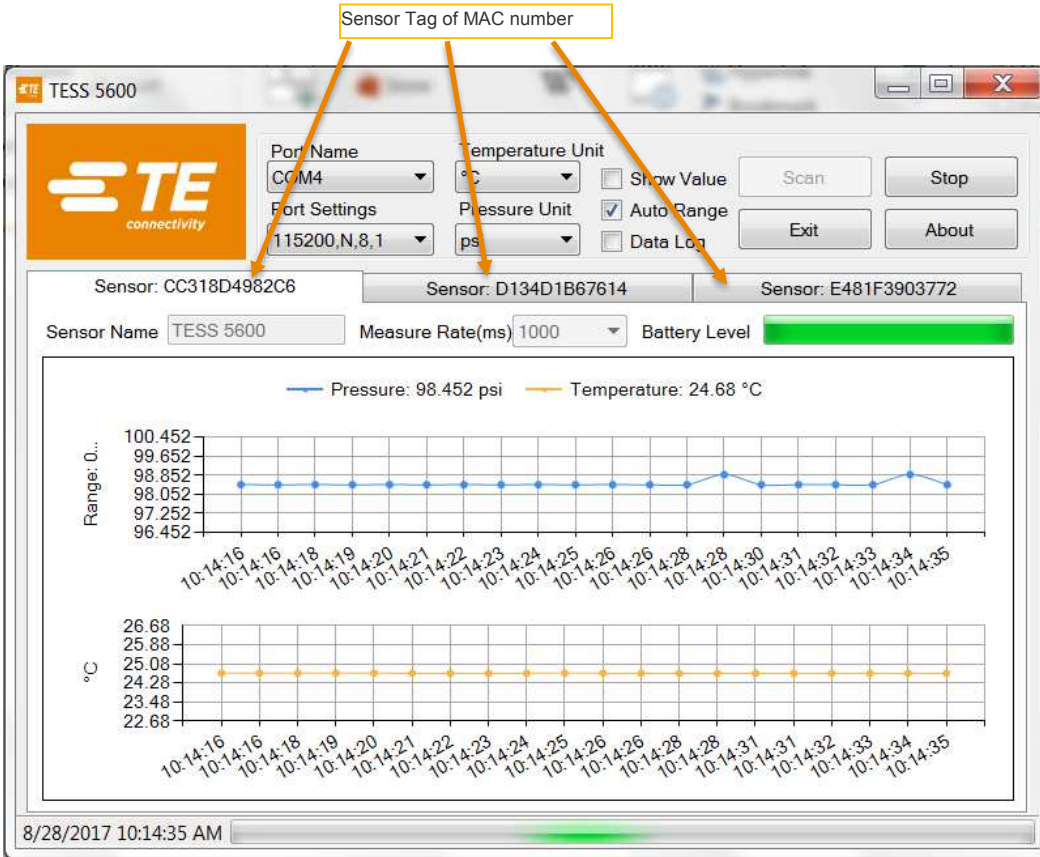 Sensor Tag of MAC number
TESS 5600
TE
connectivity
Port Name
COM4
Port Settings
115200,N,8,1
Temperature Unit
°C
Pressure Unit
psi
Show Value
Auto Range
Data Log
Scan
Stop
Exit
About
Sensor: CC318D4982C6
Sensor: D134D1B67614
Sensor: E481F3903772
Sensor Name TESS 5600 Measure Rate(ms) 1000 Battery Level
Pressure: 98.452 psi Temperature: 24.68 °C
Range: 0...
100.452
99.652
98.852
98.052
97.252
96.452
10:14:16 10:14:16 10:14:18 10:14:19 10:14:20 10:14:21 10:14:22 10:14:23 10:14:24 10:14:25 10:14:26 10:14:26 10:14:28 10:14:28 10:14:30 10:14:31 10:14:32 10:14:33 10:14:34 10:14:35
°C
26.68
25.88
25.08
24.28
23.48
22.68
10:14:16 10:14:16 10:14:18 10:14:19 10:14:20 10:14:21 10:14:22 10:14:23 10:14:24 10:14:25 10:14:26 10:14:26 10:14:28 10:14:28 10:14:31 10:14:31 10:14:32 10:14:33 10:14:34 10:14:35
8/28/2017 10:14:35 AM